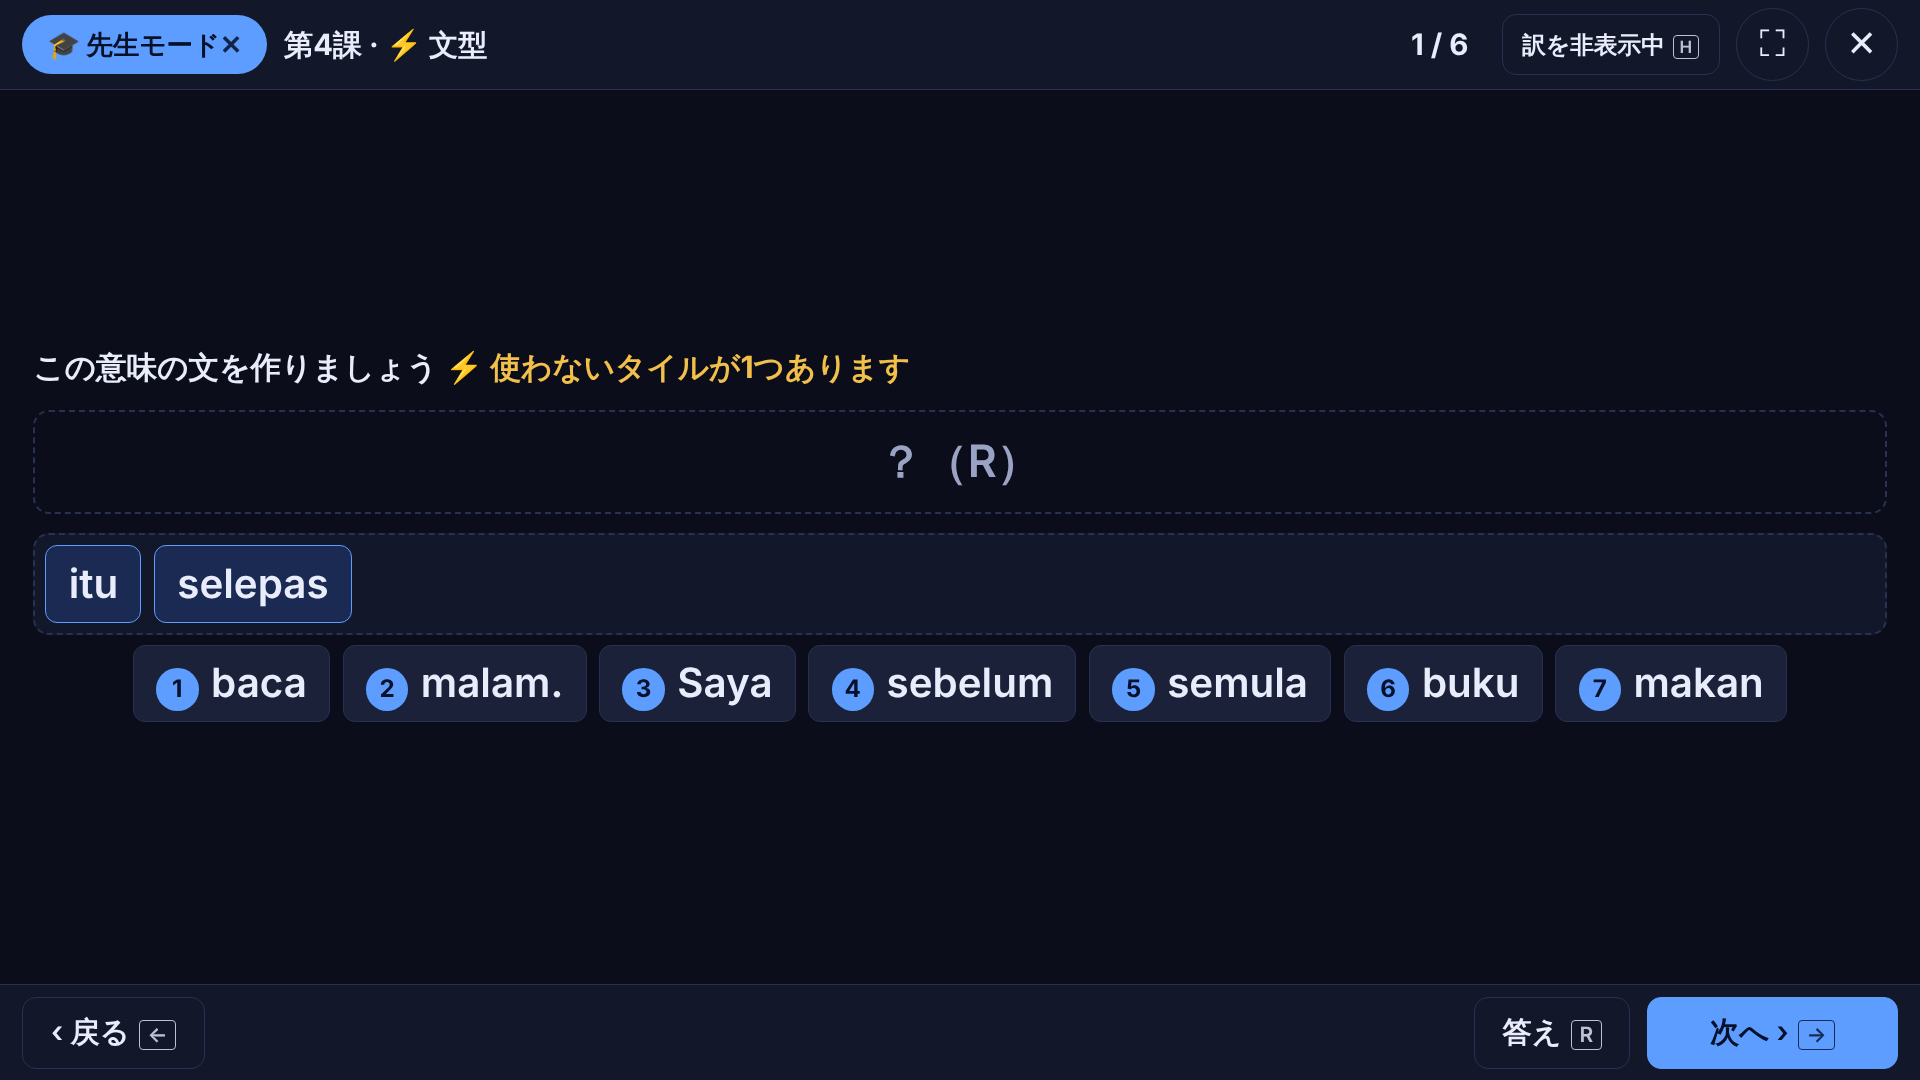 🎓 先生モード✕ 第4課 · ⚡ 文型 1 / 6 訳を非表示中 H ✕
この意味の文を作りましょう ⚡ 使わないタイルが1つあります
？（R）
itu selepas
1 baca 2 malam. 3 Saya 4 sebelum 5 semula 6 buku 7 makan
‹ 戻る ← 答え R 次へ › →